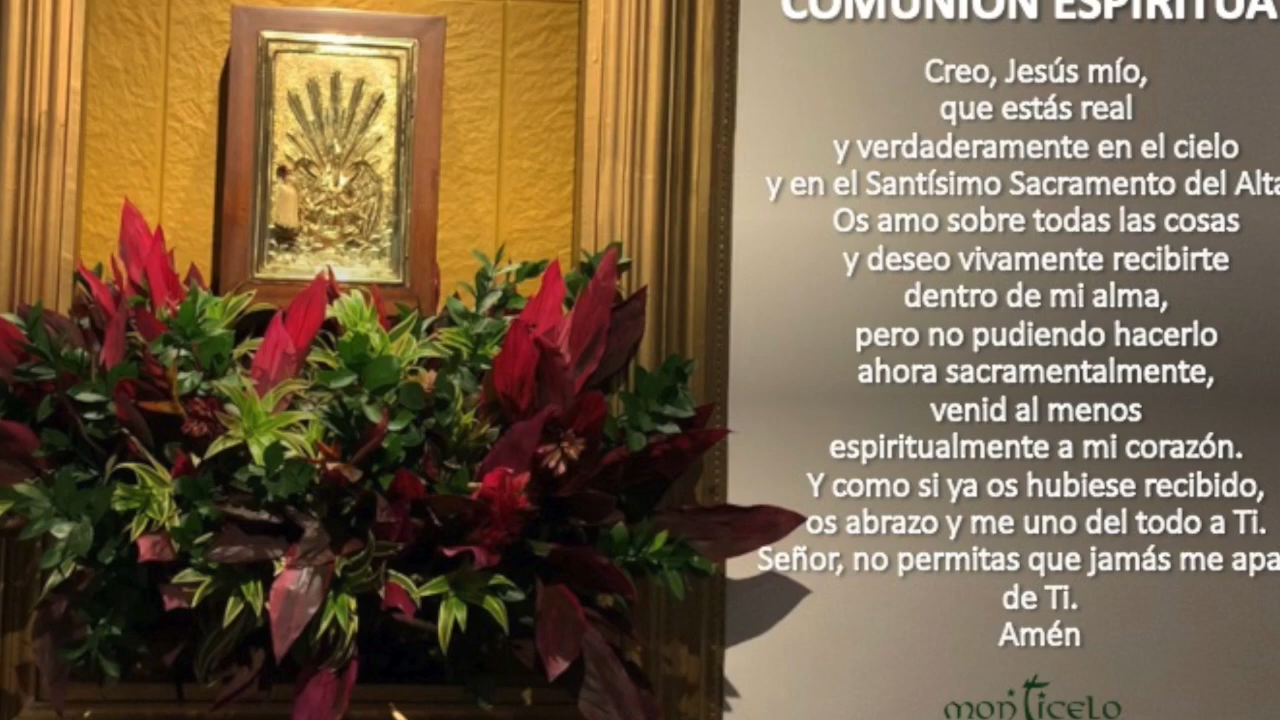 COMUNIÓN ESPIRITUA
Creo, Jesús mío,
que estás real
y verdaderamente en el cielo
y en el Santísimo Sacramento del Alta
Os amo sobre todas las cosas
y deseo vivamente recibirte
dentro de mi alma,
pero no pudiendo hacerlo
ahora sacramentalmente,
venid al menos
espiritualmente a mi corazón.
Y como si ya os hubiese recibido,
os abrazo y me uno del todo a Ti.
Señor, no permitas que jamás me apa
de Ti.
Amén
monticelo